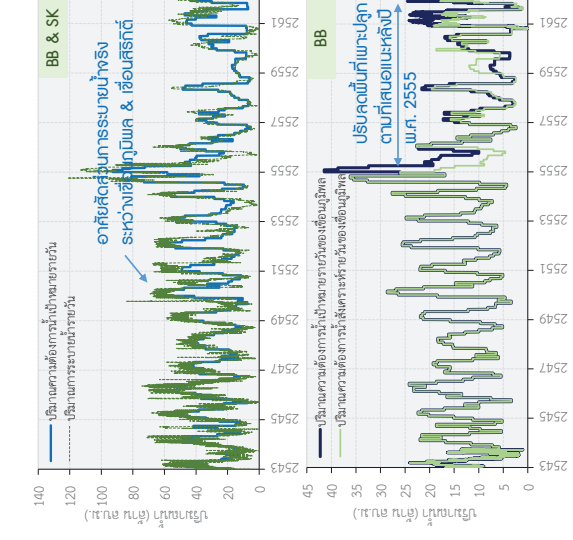 BB & SK
อาศัยสัดส่วนการระบายน้ำจริง
ระหว่างเขื่อนภูมิพล & เขื่อนสิริกิติ์
ปริมาณความต้องการน้ำเป้าหมายรายวัน
ปริมาณการระบายน้ำรายวัน
ปริมาณน้ำ (ล้าน ลบ.ม.)
140 120 100 80 60 40 20 0
2543 2545 2547 2549 2551 2553 2555 2557 2559 2561
BB
ปรับลดพื้นที่เพาะปลูก
ตามที่เสนอแนะหลังปี
พ.ศ. 2555
ปริมาณความต้องการน้ำเป้าหมายรายวันของเขื่อนภูมิพล
ปริมาณความต้องการน้ำสังเคราะห์รายวันของเขื่อนภูมิพล
ปริมาณน้ำ (ล้าน ลบ.ม.)
45 40 35 30 25 20 15 10 5 0
2543 2545 2547 2549 2551 2553 2555 2557 2559 2561